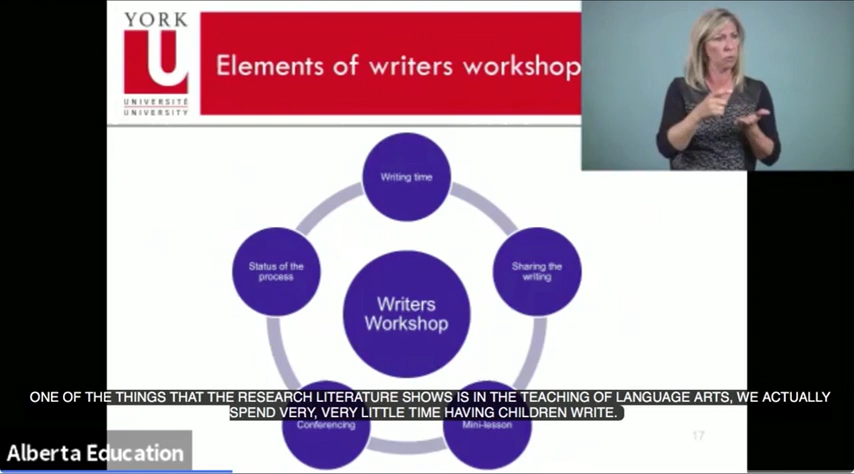 YORK
U
UNIVERSITÉ
UNIVERSITY
Elements of writers workshop
Writing time
Status of the
process
Sharing the
writing
Writers
Workshop
ONE OF THE THINGS THAT THE RESEARCH LITERATURE SHOWS IS IN THE TEACHING OF LANGUAGE ARTS, WE ACTUALLY
SPEND VERY, VERY LITTLE TIME HAVING CHILDREN WRITE.
Conferencing
Mini-lesson
17
Alberta Education